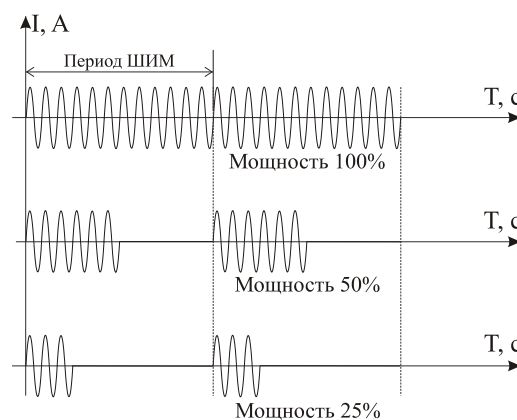 I, А
Период ШИМ
Т, с
Мощность 100%
Т, с
Мощность 50%
Т, с
Мощность 25%